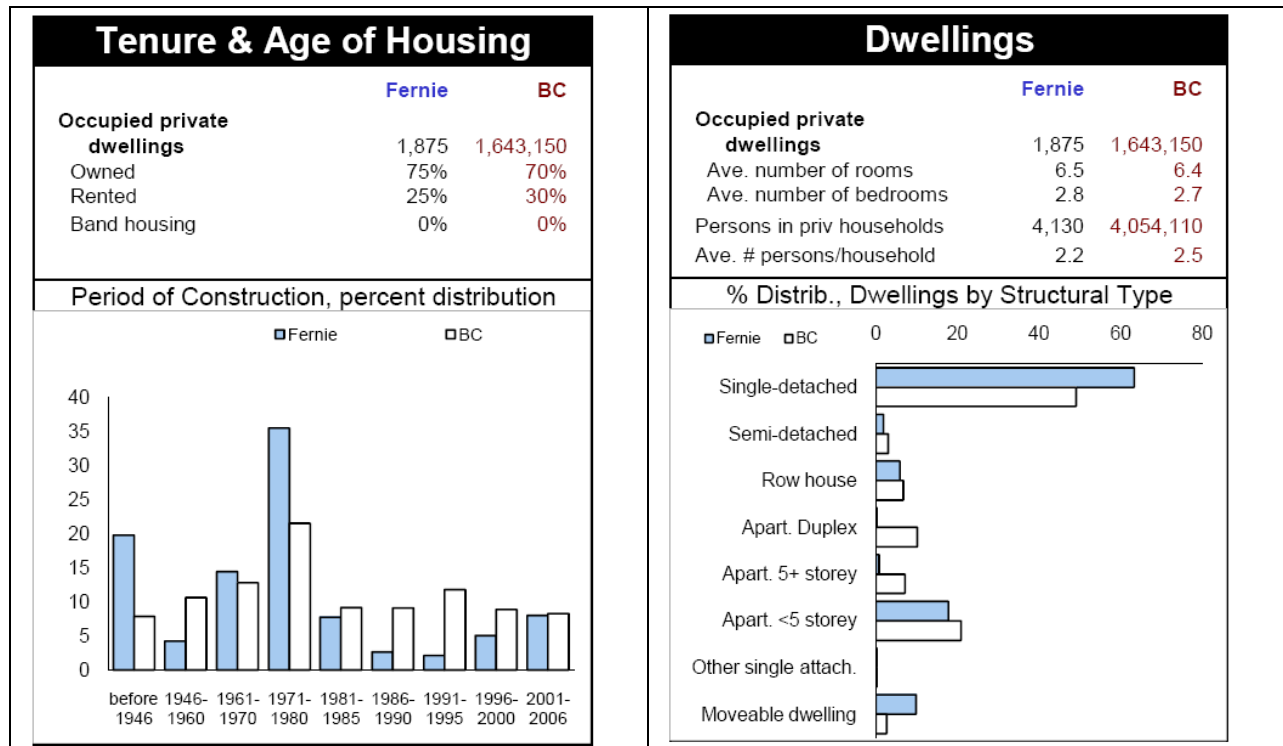 Tenure & Age of Housing
Fernie BC
Occupied private
dwellings 1,875 1,643,150
Owned 75% 70%
Rented 25% 30%
Band housing 0% 0%
Period of Construction, percent distribution
Fernie BC
40
35
30
25
20
15
10
5
0
before 1946- 1961- 1971- 1981- 1986- 1991- 1996- 2001-
1946 1960 1970 1980 1985 1990 1995 2000 2006
Dwellings
Fernie BC
Occupied private
dwellings 1,875 1,643,150
Ave. number of rooms 6.5 6.4
Ave. number of bedrooms 2.8 2.7
Persons in priv households 4,130 4,054,110
Ave. # persons/household 2.2 2.5
% Distrib., Dwellings by Structural Type
Fernie BC 0 20 40 60 80
Single-detached
Semi-detached
Row house
Apart. Duplex
Apart. 5+ storey
Apart. <5 storey
Other single attach.
Moveable dwelling